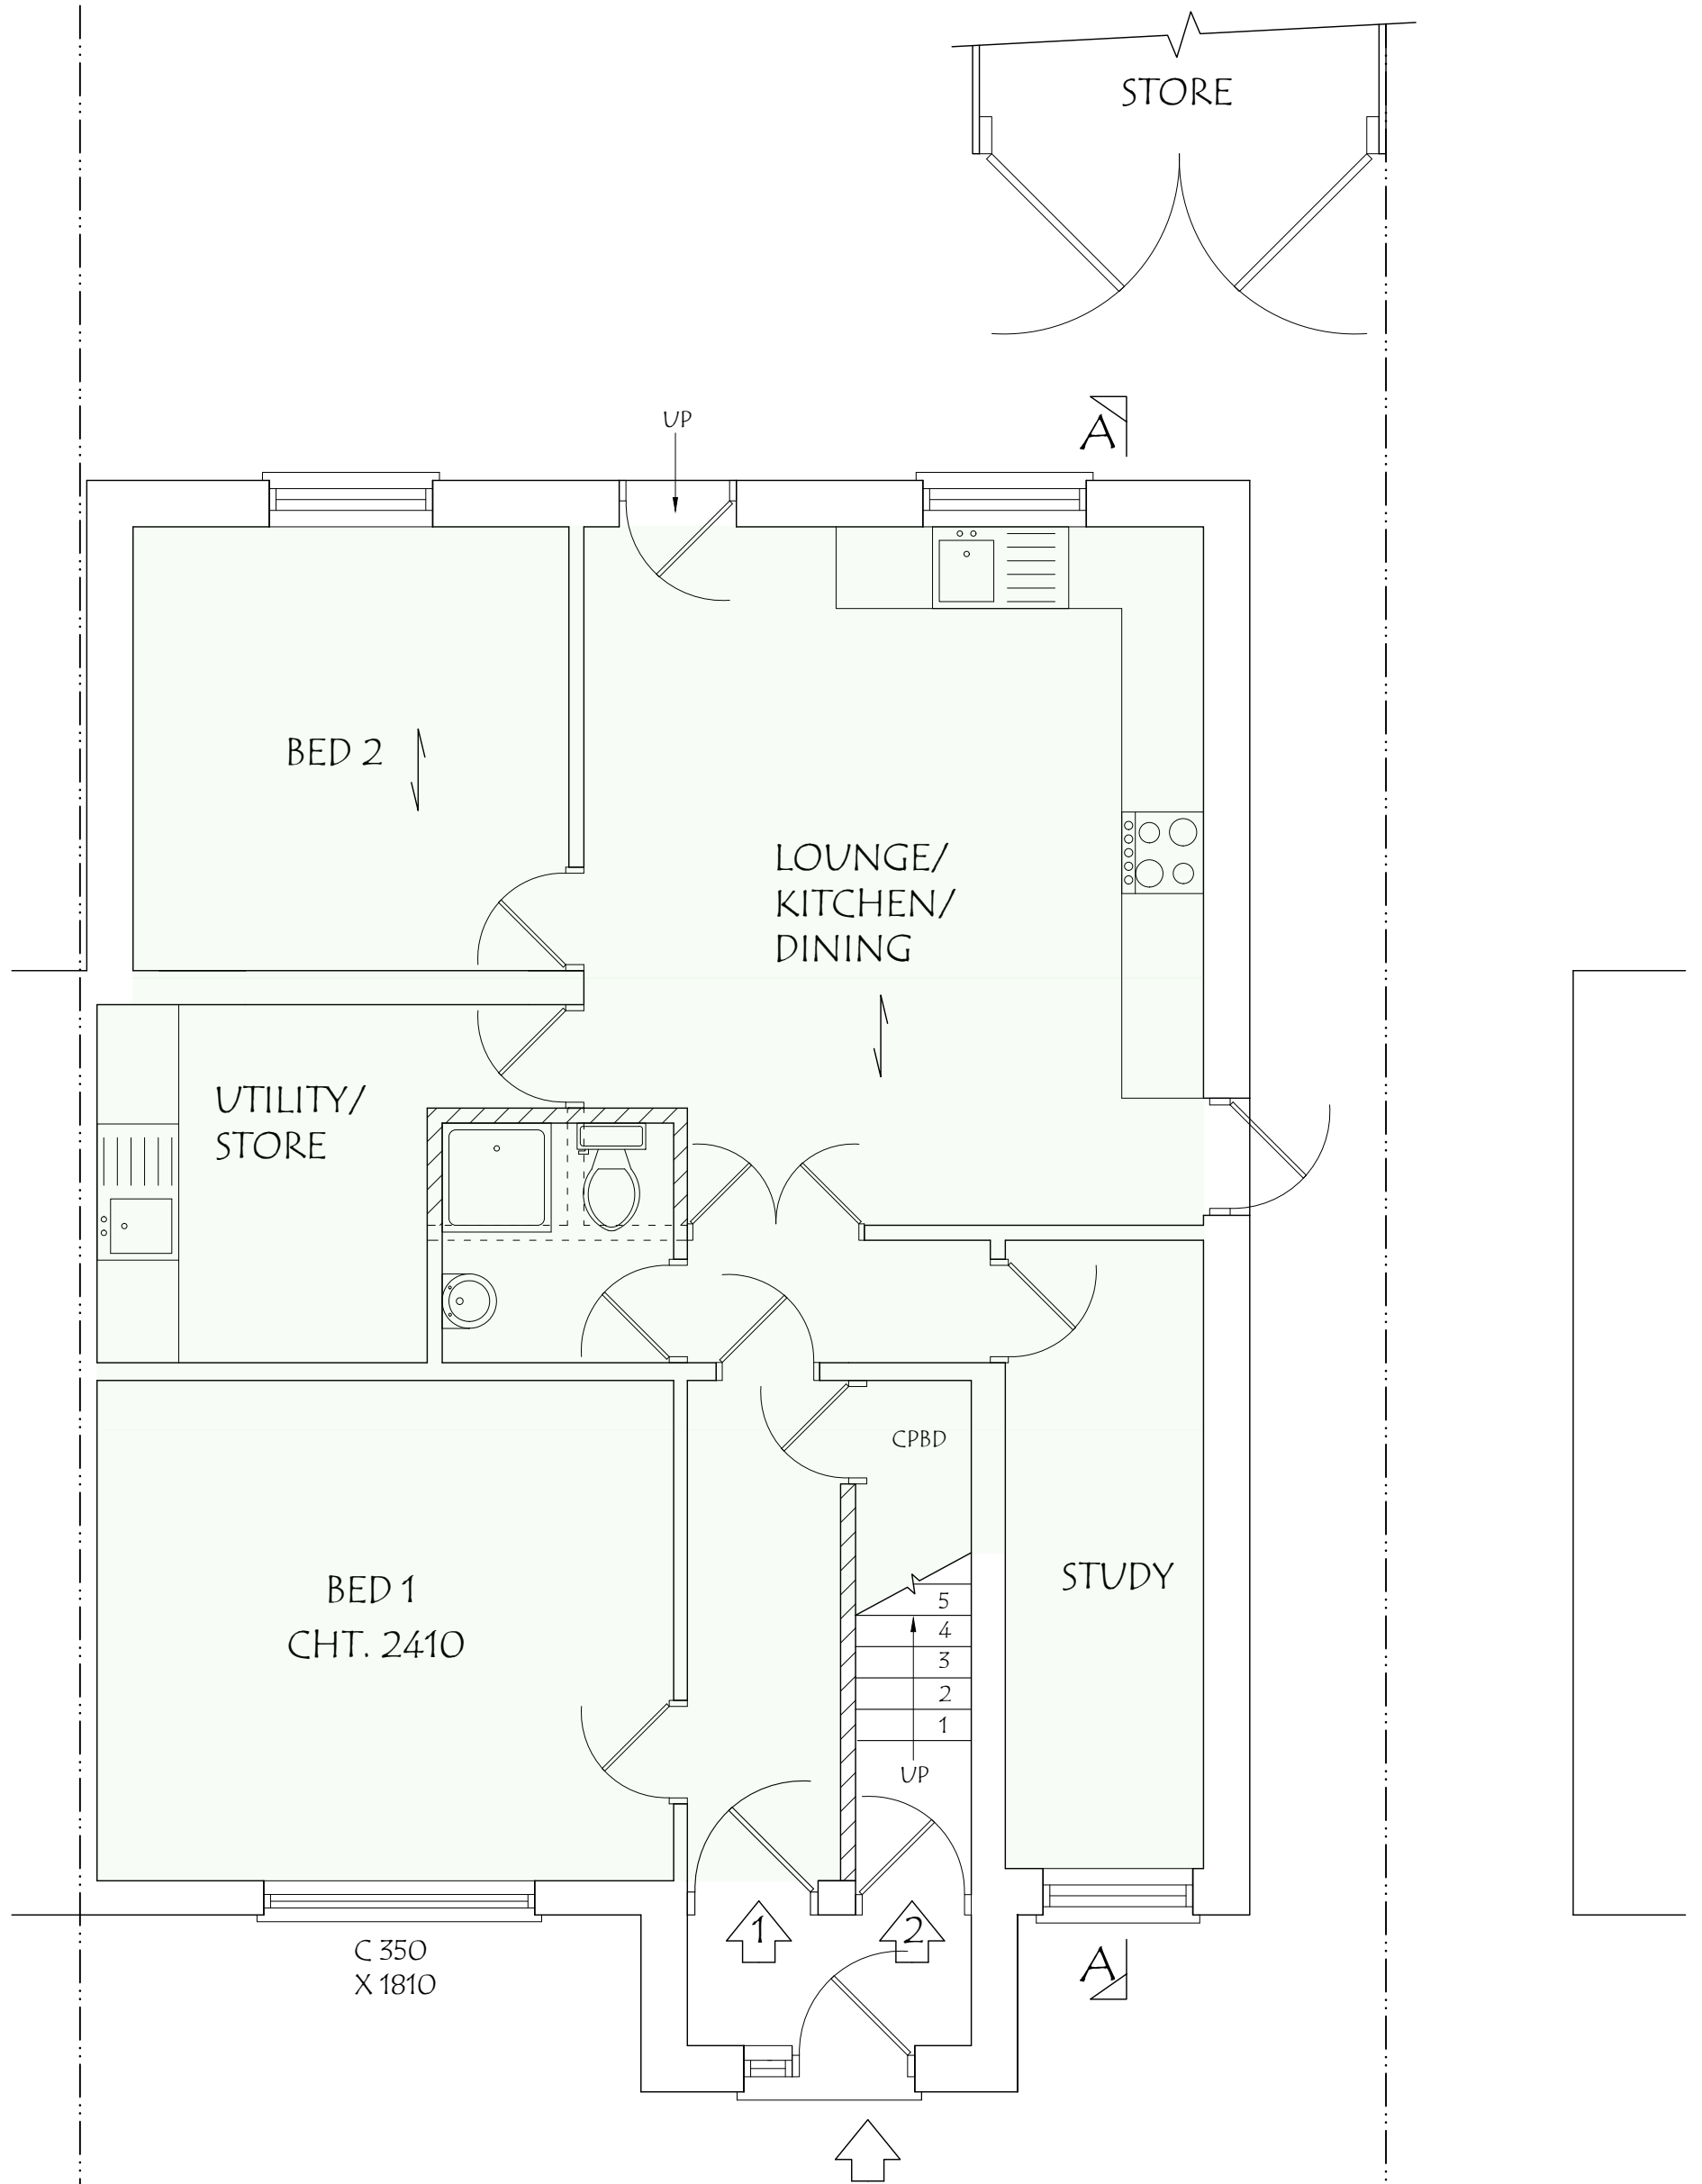 STORE
UP
A
BED 2
LOUNGE/
KITCHEN/
DINING
UTILITY/
STORE
CPBD
BED 1
CHT. 2410
STUDY
5
4
3
2
1
UP
1
2
C 350
X 1810
A